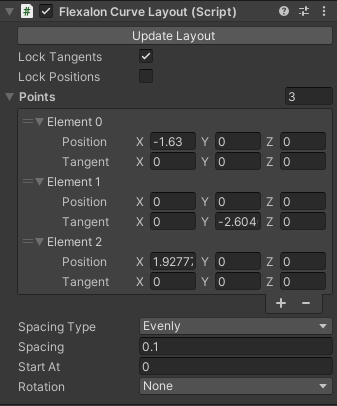 # Flexalon Curve Layout (Script)
Update Layout
Lock Tangents
Lock Positions
Points 3
Element 0
Position X -1.63 Y 0 Z 0
Tangent X 0 Y 0 Z 0
Element 1
Position X 0 Y 0 Z 0
Tangent X 0 Y -2.604 Z 0
Element 2
Position X 1.9277 Y 0 Z 0
Tangent X 0 Y 0 Z 0
+ −
Spacing Type Evenly
Spacing 0.1
Start At 0
Rotation None